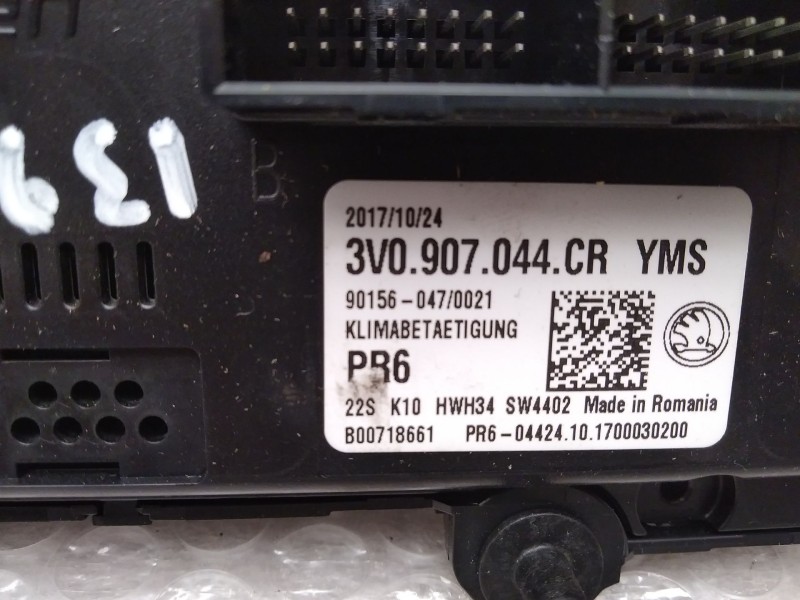 B
2017/10/24
3V0.907.044.CR YMS
90156-047/0021
KLIMABETAETIGUNG
PR6
22S K10 HWH34 SW4402 Made in Romania
B00718661 PR6-04424.10.1700030200